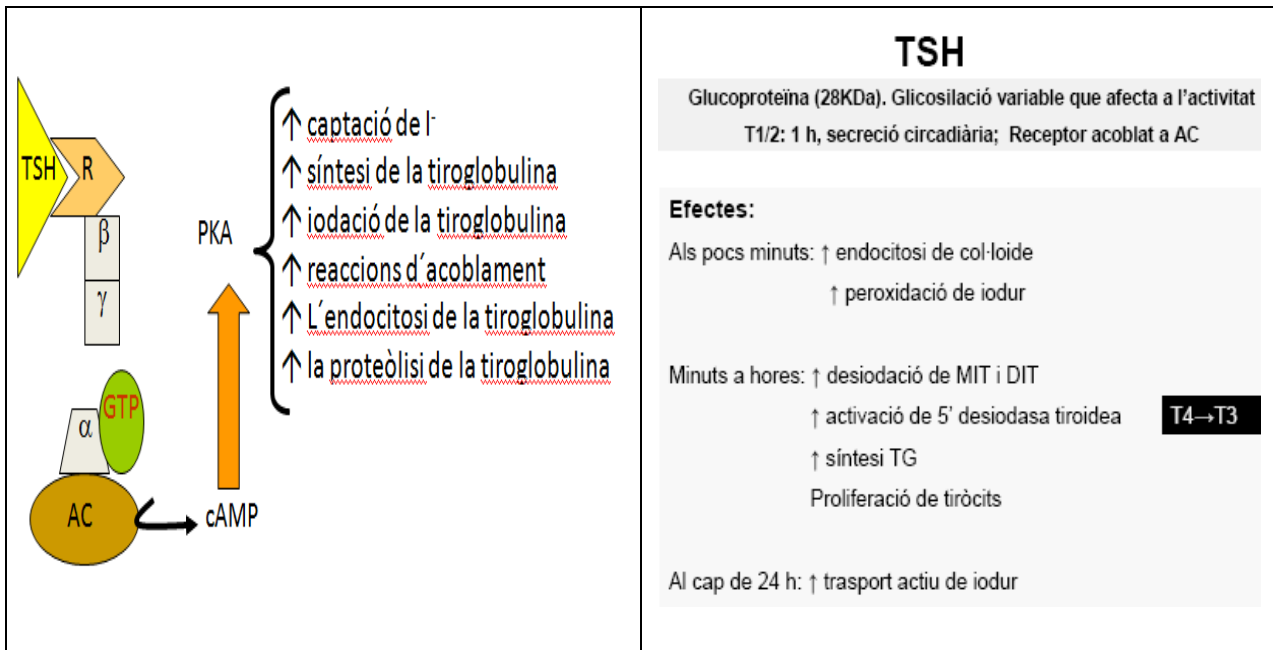 TSH
R
β
γ
GTP
α
AC
cAMP
PKA
↑ captació de I-
↑ síntesi de la tiroglobulina
↑ iodació de la tiroglobulina
↑ reaccions d´acoblament
↑ L´endocitosi de la tiroglobulina
↑ la proteòlisi de la tiroglobulina
TSH
Glucoproteïna (28KDa). Glicosilació variable que afecta a l'activitat
T1/2: 1 h, secreció circadiària; Receptor acoblat a AC
Efectes:
Als pocs minuts: ↑ endocitosi de col·loide
↑ peroxidació de iodur
Minuts a hores: ↑ desiodació de MIT i DIT
↑ activació de 5' desiodasa tiroidea T4→T3
↑ síntesi TG
Proliferació de tiròcits
Al cap de 24 h: ↑ trasport actiu de iodur